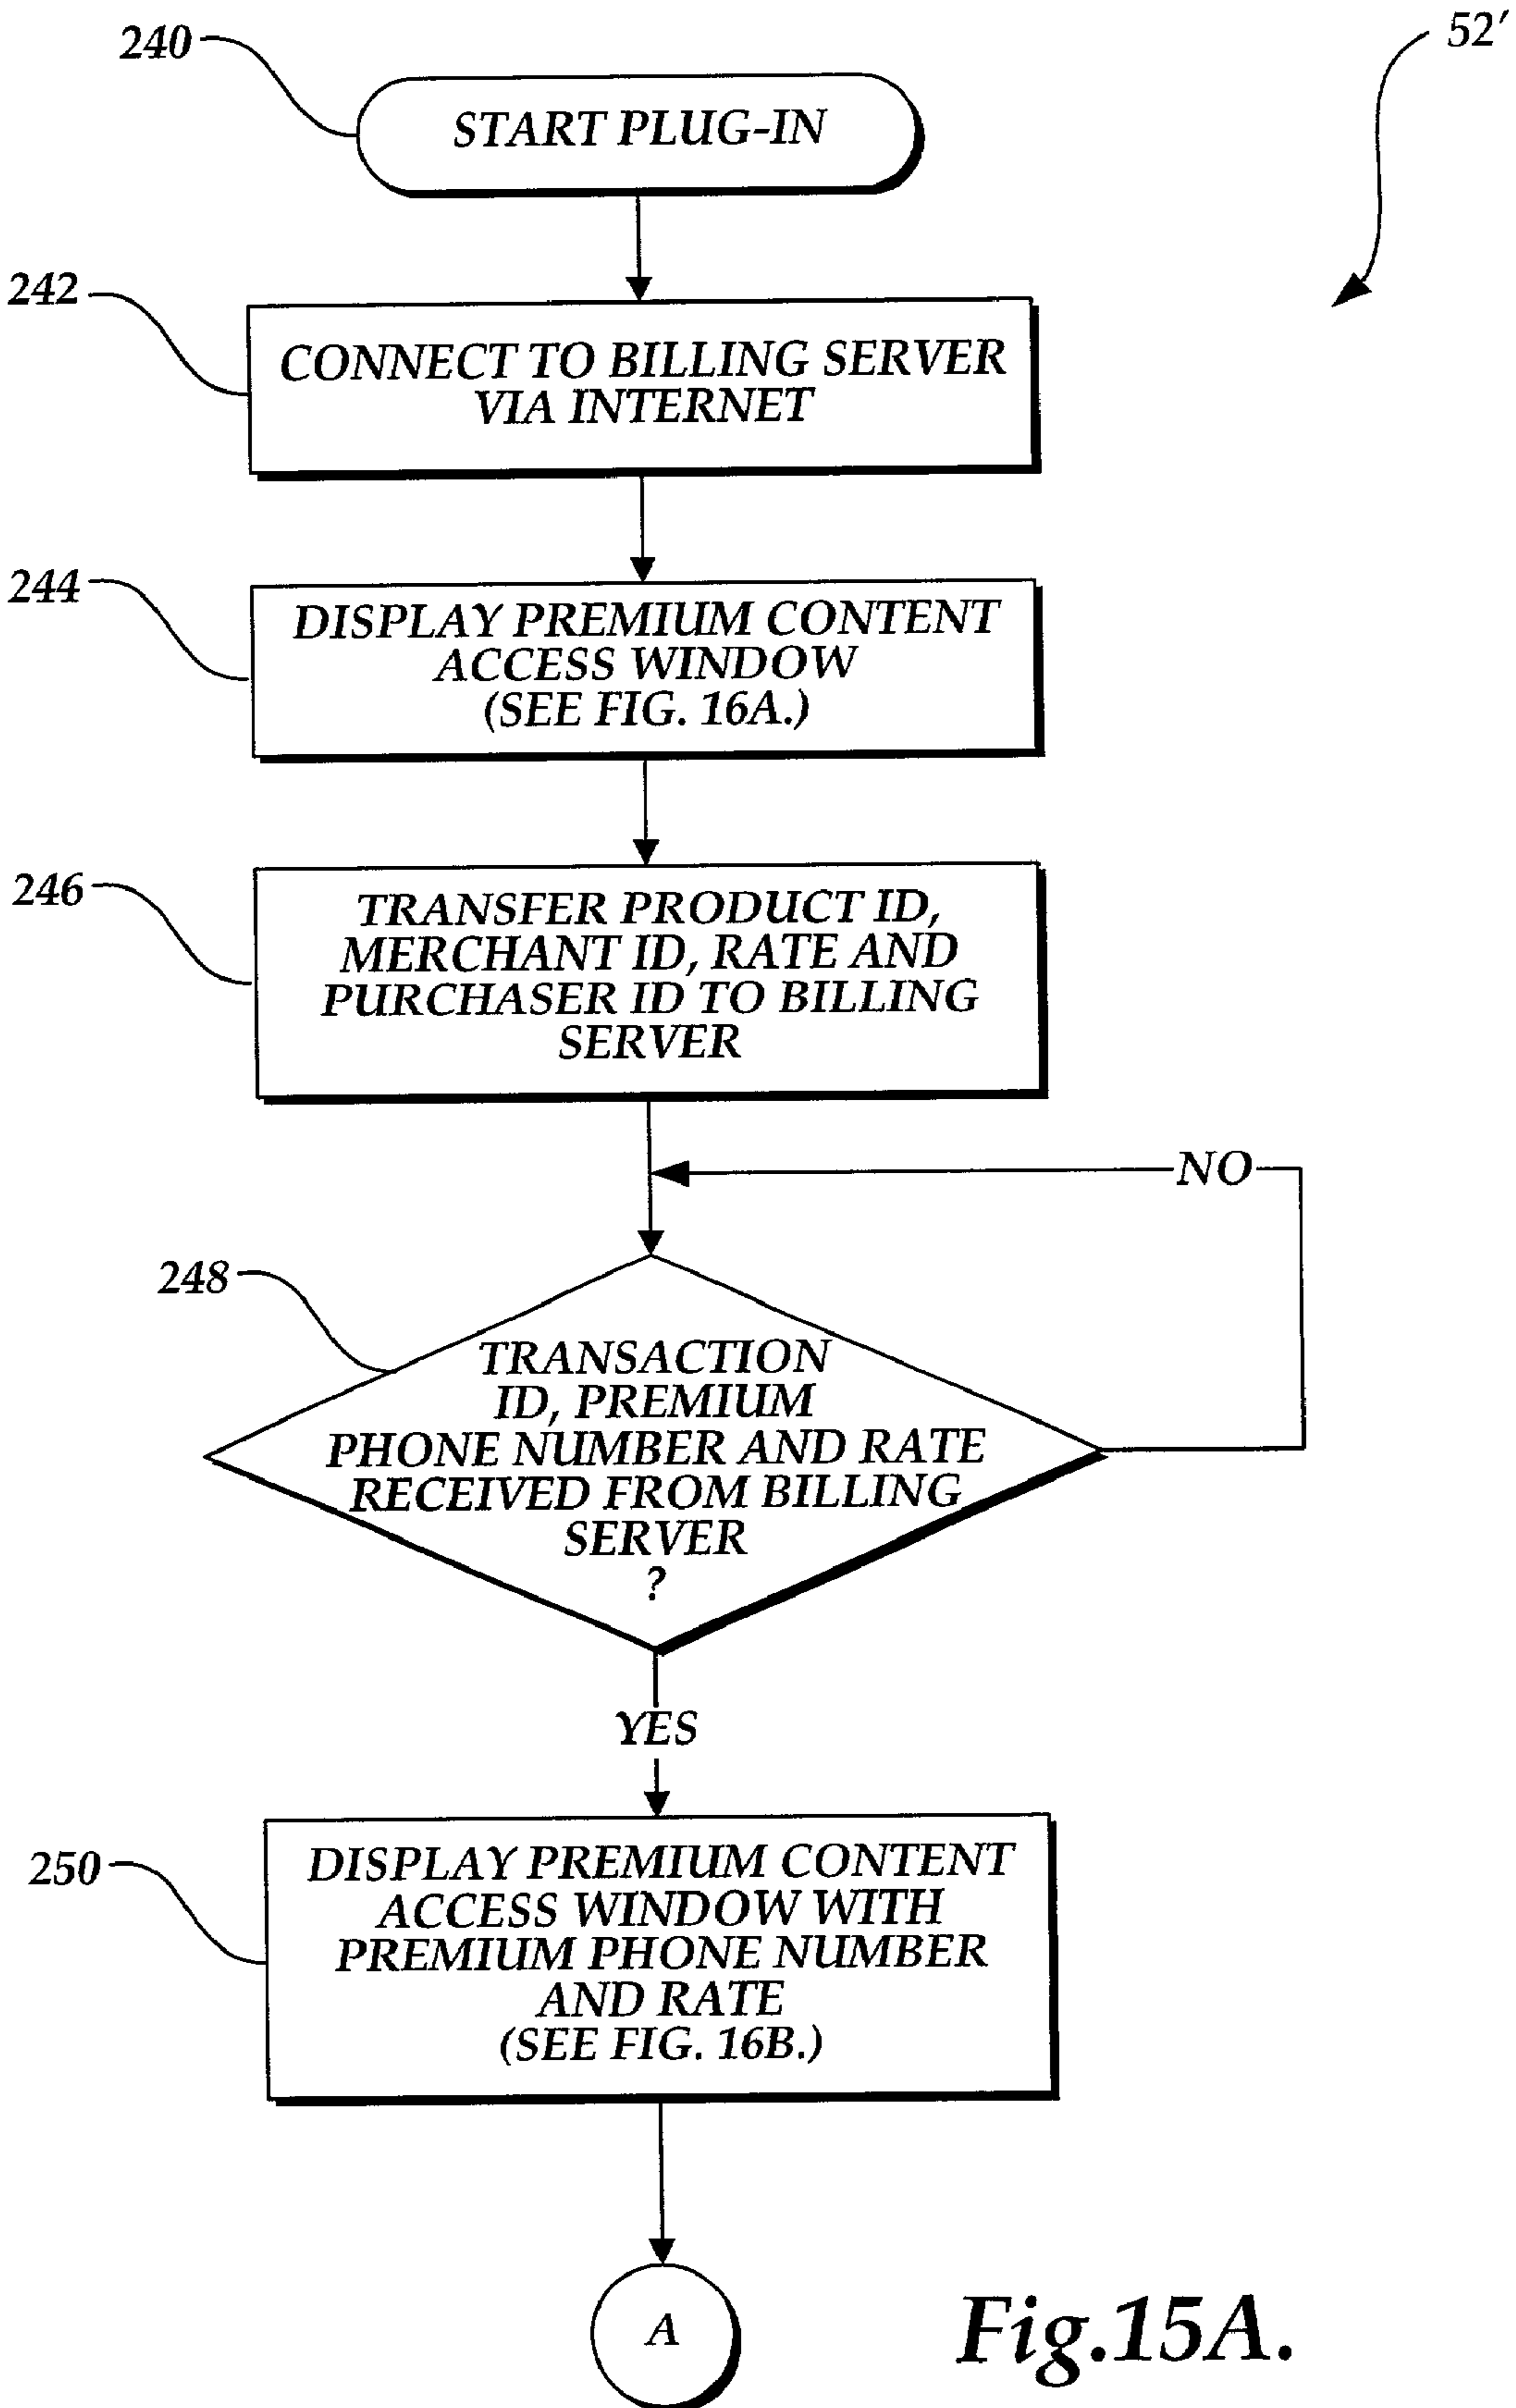 240
52'
START PLUG-IN
242
CONNECT TO BILLING SERVER
VIA INTERNET
244
DISPLAY PREMIUM CONTENT
ACCESS WINDOW
(SEE FIG. 16A.)
246
TRANSFER PRODUCT ID,
MERCHANT ID, RATE AND
PURCHASER ID TO BILLING
SERVER
NO
248
TRANSACTION
ID, PREMIUM
PHONE NUMBER AND RATE
RECEIVED FROM BILLING
SERVER
?
YES
250
DISPLAY PREMIUM CONTENT
ACCESS WINDOW WITH
PREMIUM PHONE NUMBER
AND RATE
(SEE FIG. 16B.)
A
Fig.15A.